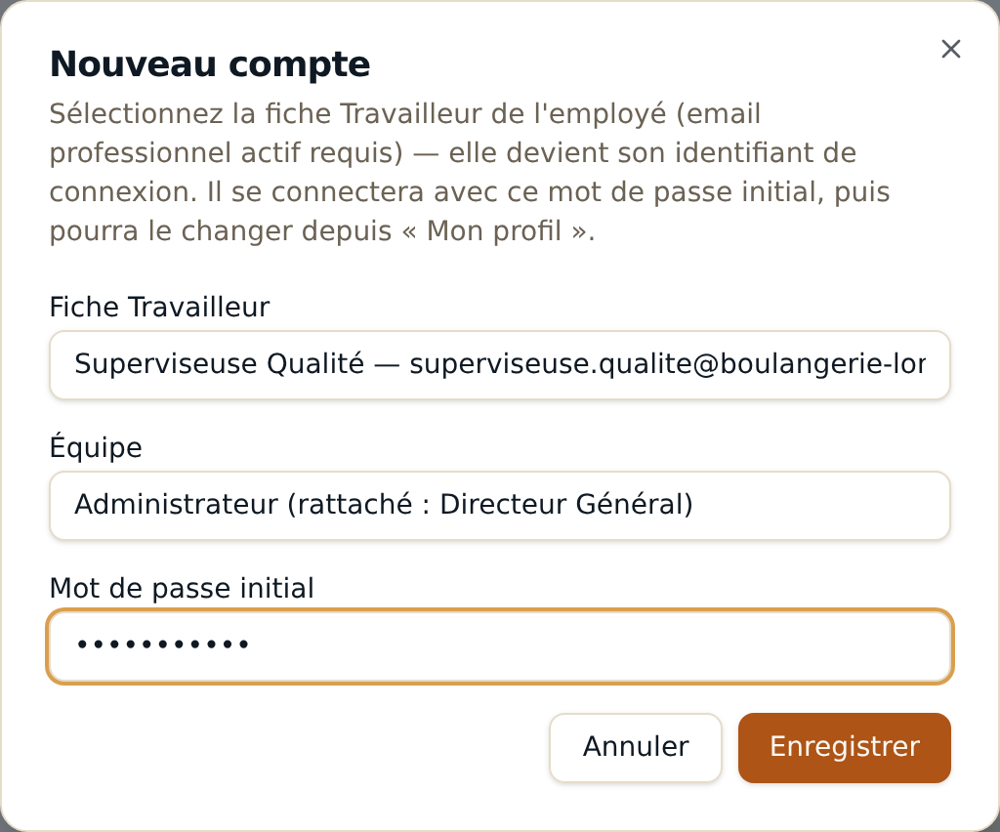 Nouveau compte
Sélectionnez la fiche Travailleur de l'employé (email
professionnel actif requis) — elle devient son identifiant de
connexion. Il se connectera avec ce mot de passe initial, puis
pourra le changer depuis « Mon profil ».
Fiche Travailleur
Superviseuse Qualité — superviseuse.qualite@boulangerie-lor
Équipe
Administrateur (rattaché : Directeur Général)
Mot de passe initial
•••••••••••
Annuler
Enregistrer